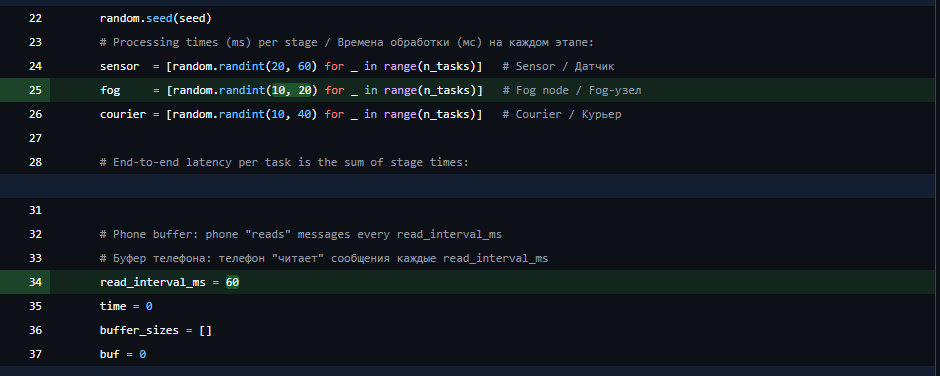 22 random.seed(seed)
23 # Processing times (ms) per stage / Времена обработки (мс) на каждом этапе:
24 sensor  = [random.randint(20, 60) for _ in range(n_tasks)]   # Sensor / Датчик
25 fog     = [random.randint(10, 20) for _ in range(n_tasks)]   # Fog node / Fog-узел
26 courier = [random.randint(10, 40) for _ in range(n_tasks)]   # Courier / Курьер
27
28 # End-to-end latency per task is the sum of stage times:
31
32 # Phone buffer: phone "reads" messages every read_interval_ms
33 # Буфер телефона: телефон "читает" сообщения каждые read_interval_ms
34 read_interval_ms = 60
35 time = 0
36 buffer_sizes = []
37 buf = 0